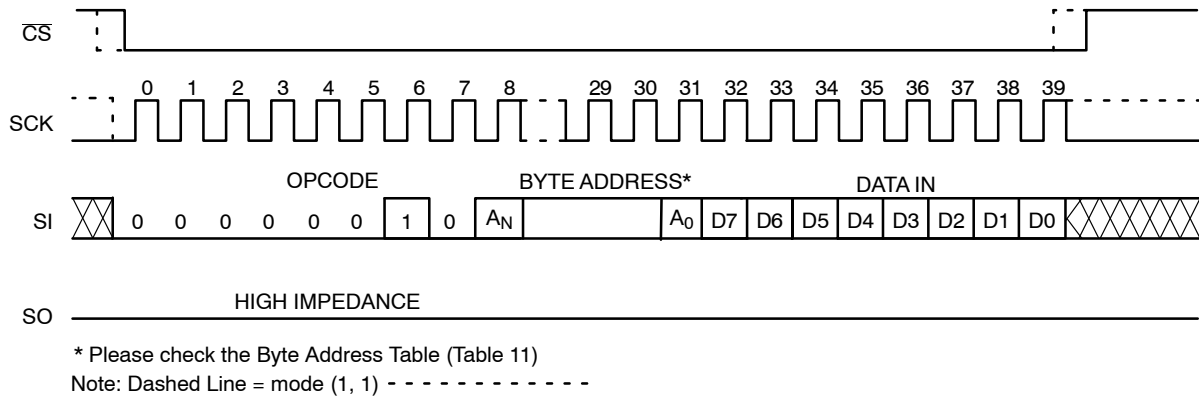 CS
0 1 2 3 4 5 6 7 8 29 30 31 32 33 34 35 36 37 38 39
SCK
OPCODE BYTE ADDRESS* DATA IN
SI 0 0 0 0 0 0 1 0 AN A0 D7 D6 D5 D4 D3 D2 D1 D0
HIGH IMPEDANCE
SO
* Please check the Byte Address Table (Table 11)
Note: Dashed Line = mode (1, 1)